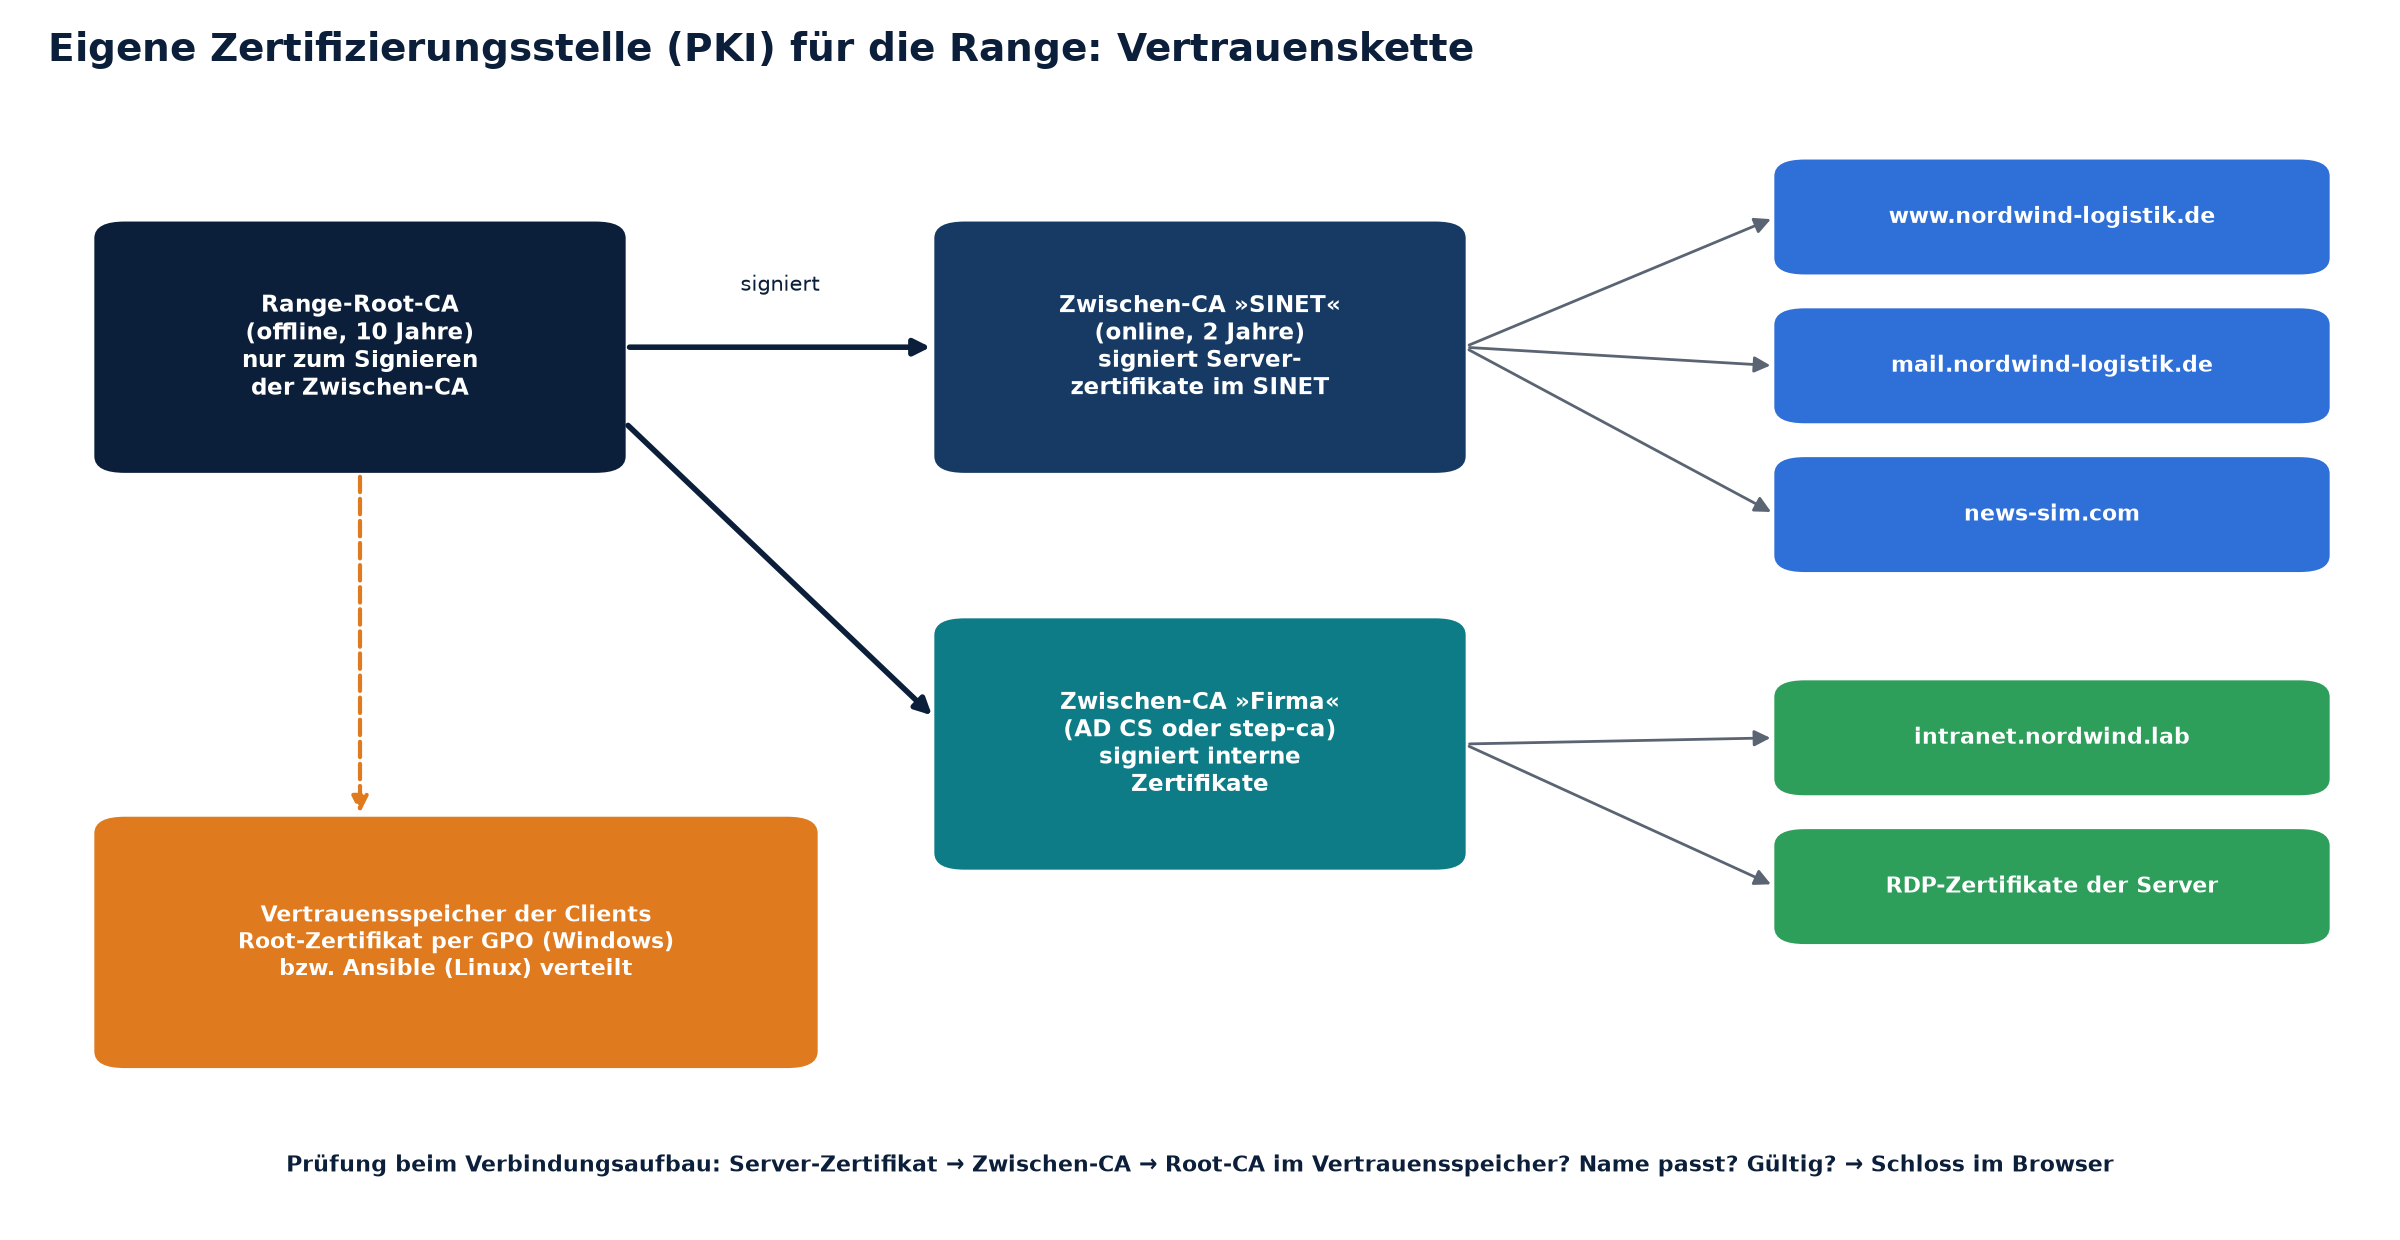 Eigene Zertifizierungsstelle (PKI) für die Range: Vertrauenskette
Range-Root-CA
(offline, 10 Jahre)
nur zum Signieren
der Zwischen-CA
signiert
Zwischen-CA »SINET«
(online, 2 Jahre)
signiert Server-
zertifikate im SINET
www.nordwind-logistik.de
mail.nordwind-logistik.de
news-sim.com
Zwischen-CA »Firma«
(AD CS oder step-ca)
signiert interne
Zertifikate
intranet.nordwind.lab
RDP-Zertifikate der Server
Vertrauensspeicher der Clients
Root-Zertifikat per GPO (Windows)
bzw. Ansible (Linux) verteilt
Prüfung beim Verbindungsaufbau: Server-Zertifikat → Zwischen-CA → Root-CA im Vertrauensspeicher? Name passt? Gültig? → Schloss im Browser